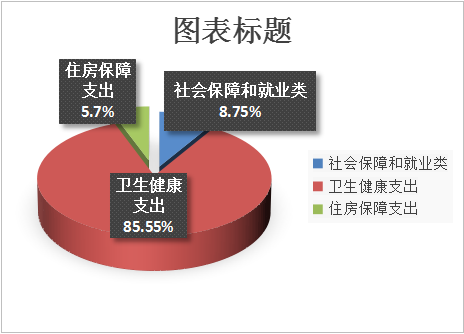 图表标题
住房保障
支出
5.7%
社会保障和就业类
8.75%
卫生健康
支出
85.55%
社会保障和就业类
卫生健康支出
住房保障支出